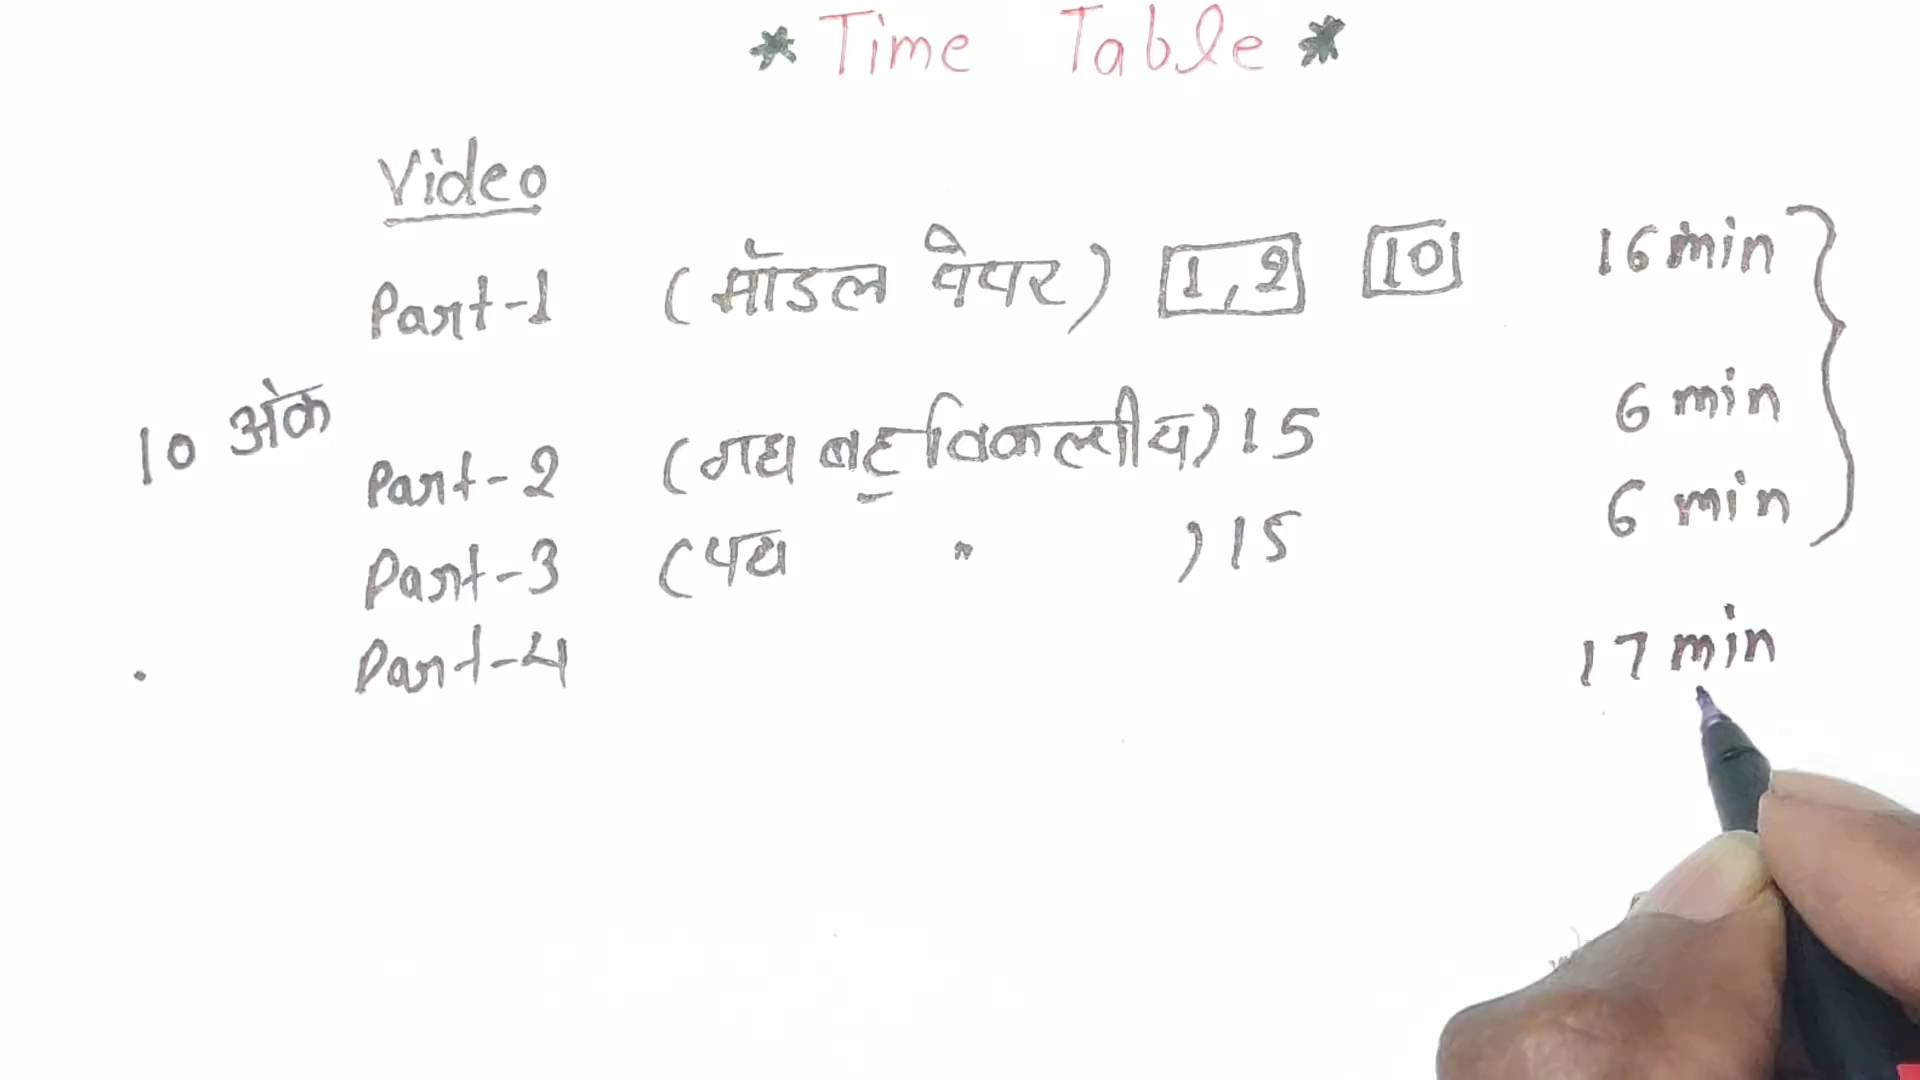 * Time Table *
Video
Part-1 (मॉडल पेपर) 1,2 10 16 min
10 अंक
Part-2 (गद्य बहुविकल्पीय) 15 6 min
Part-3 (पद्य " ) 15 6 min
Part-4 17 min